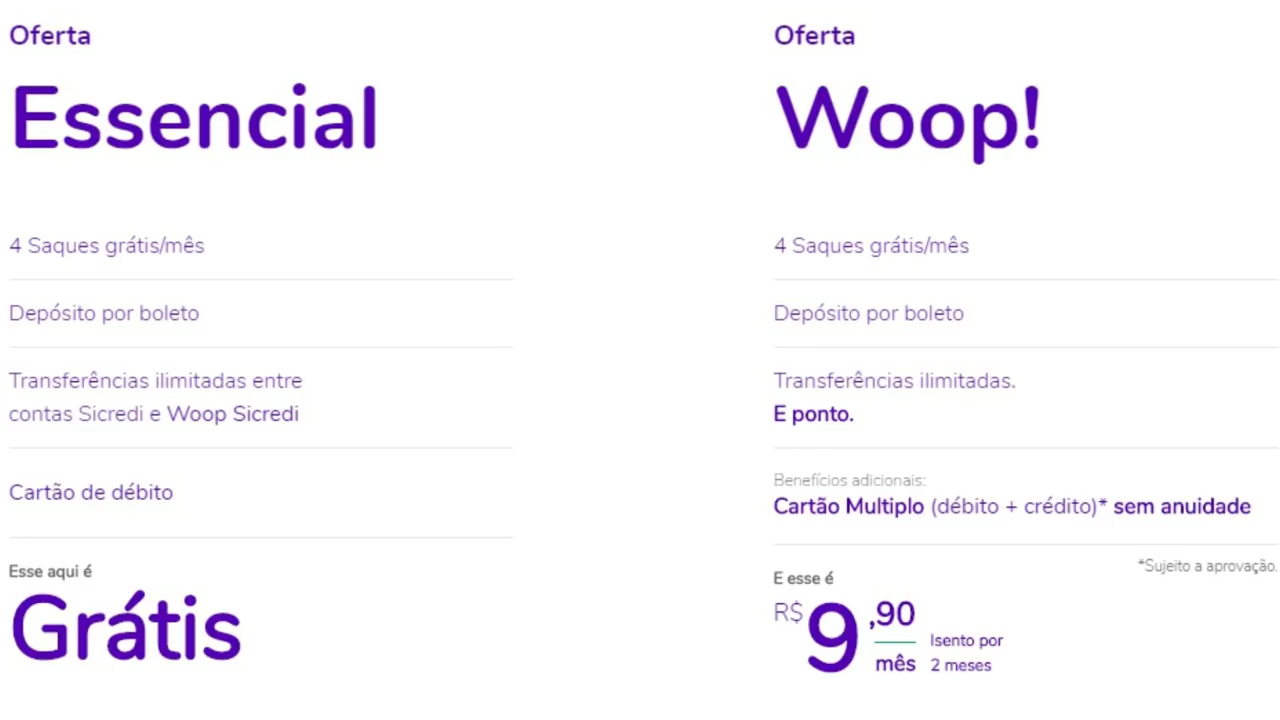 Oferta
Essencial
4 Saques grátis/mês
Depósito por boleto
Transferências ilimitadas entre
contas Sicredi e Woop Sicredi
Cartão de débito
Esse aqui é
Grátis
Oferta
Woop!
4 Saques grátis/mês
Depósito por boleto
Transferências ilimitadas.
E ponto.
Benefícios adicionais:
Cartão Multiplo (débito + crédito)* sem anuidade
*Sujeito a aprovação.
E esse é
R$ 9,90
mês
Isento por
2 meses